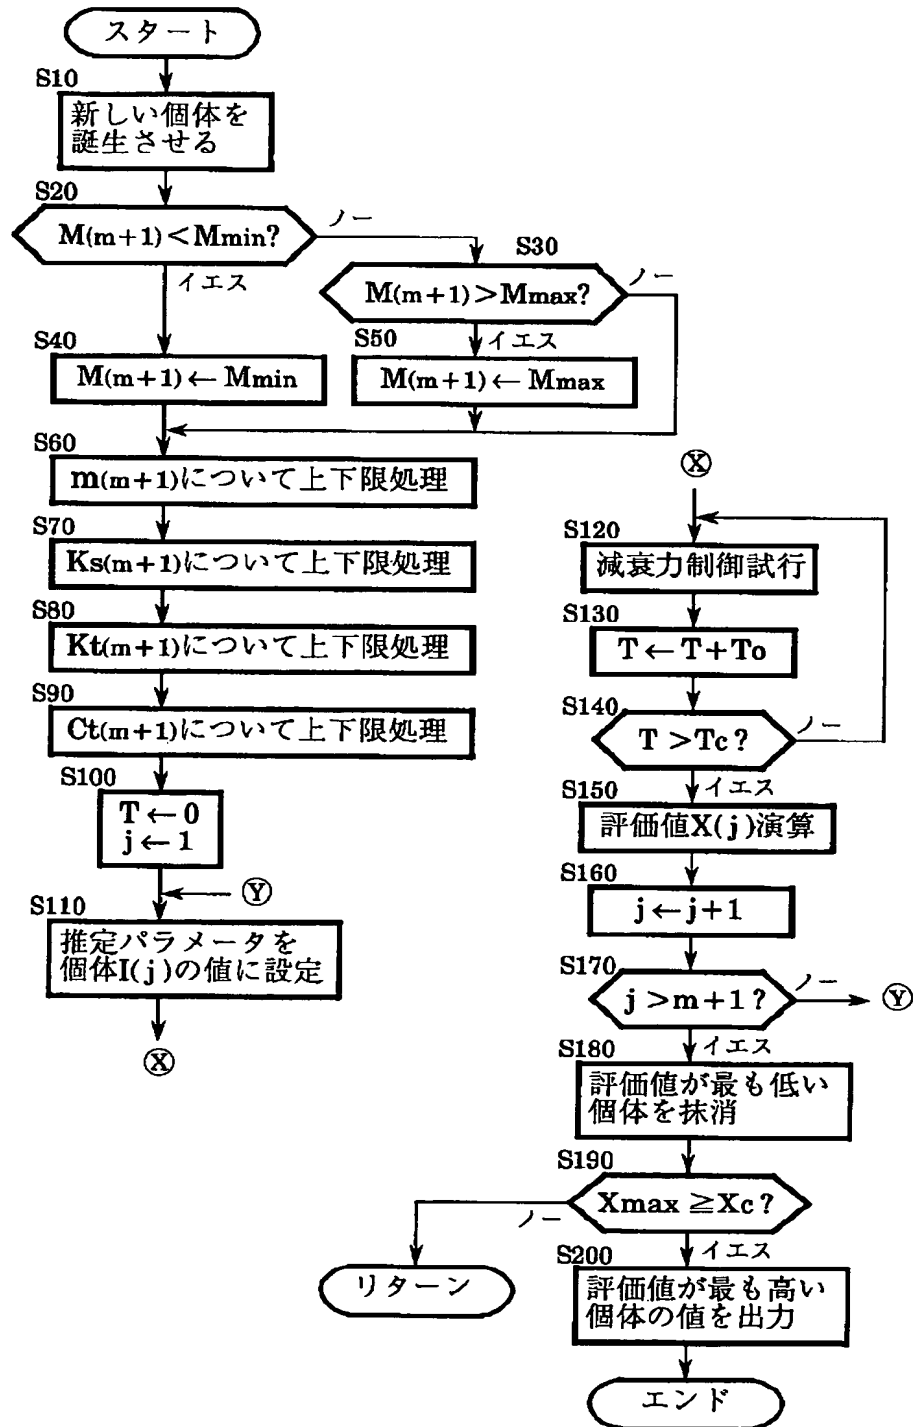 スタート
S10
新しい個体を
誕生させる
S20
M(m+1)<Mmin?
ノー
イエス
S30
M(m+1)>Mmax?
ノー
イエス
S40
M(m+1)←Mmin
S50
M(m+1)←Mmax
S60
m(m+1)について上下限処理
S70
Ks(m+1)について上下限処理
S80
Kt(m+1)について上下限処理
S90
Ct(m+1)について上下限処理
S100
T←0
j←1
Ⓨ
S110
推定パラメータを
個体I(j)の値に設定
Ⓧ
Ⓧ
S120
減衰力制御試行
S130
T←T+To
S140
T>Tc?
ノー
イエス
S150
評価値X(j)演算
S160
j←j+1
S170
j>m+1?
ノー
Ⓨ
イエス
S180
評価値が最も低い
個体を抹消
S190
Xmax≧Xc?
ノー
イエス
リターン
S200
評価値が最も高い
個体の値を出力
エンド